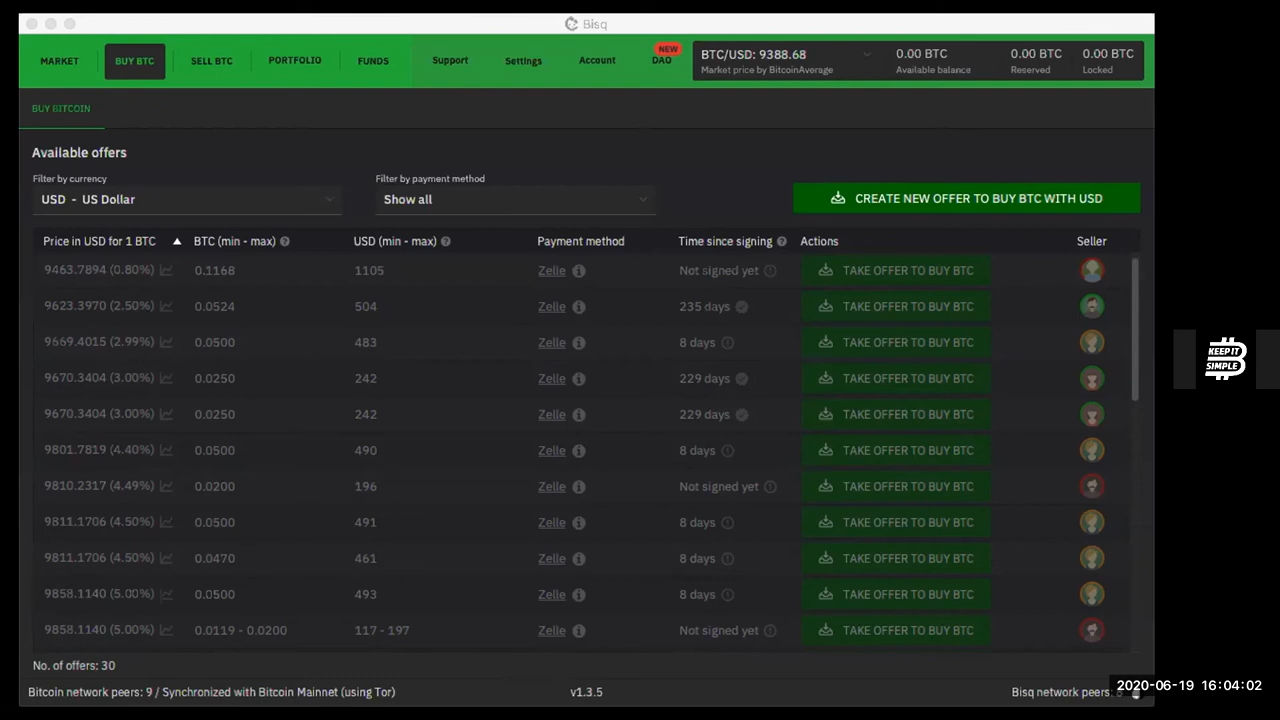 Bisq
MARKET BUY BTC SELL BTC PORTFOLIO FUNDS Support Settings Account DAO NEW BTC/USD: 9388.68 0.00 BTC 0.00 BTC 0.00 BTC
Market price by BitcoinAverage Available balance Reserved Locked
BUY BITCOIN
Available offers
Filter by currency Filter by payment method
USD - US Dollar Show all CREATE NEW OFFER TO BUY BTC WITH USD
Price in USD for 1 BTC BTC (min - max) USD (min - max) Payment method Time since signing Actions Seller
9463.7894 (0.80%) 0.1168 1105 Zelle Not signed yet TAKE OFFER TO BUY BTC
9623.3970 (2.50%) 0.0524 504 Zelle 235 days TAKE OFFER TO BUY BTC
9669.4015 (2.99%) 0.0500 483 Zelle 8 days TAKE OFFER TO BUY BTC
9670.3404 (3.00%) 0.0250 242 Zelle 229 days TAKE OFFER TO BUY BTC
9670.3404 (3.00%) 0.0250 242 Zelle 229 days TAKE OFFER TO BUY BTC
9801.7819 (4.40%) 0.0500 490 Zelle 8 days TAKE OFFER TO BUY BTC
9810.2317 (4.49%) 0.0200 196 Zelle Not signed yet TAKE OFFER TO BUY BTC
9811.1706 (4.50%) 0.0500 491 Zelle 8 days TAKE OFFER TO BUY BTC
9811.1706 (4.50%) 0.0470 461 Zelle 8 days TAKE OFFER TO BUY BTC
9858.1140 (5.00%) 0.0500 493 Zelle 8 days TAKE OFFER TO BUY BTC
9858.1140 (5.00%) 0.0119 - 0.0200 117 - 197 Zelle Not signed yet TAKE OFFER TO BUY BTC
No. of offers: 30
Bitcoin network peers: 9 / Synchronized with Bitcoin Mainnet (using Tor) v1.3.5 Bisq network peers:
2020-06-19 16:04:02
KEEP IT
SIMPLE